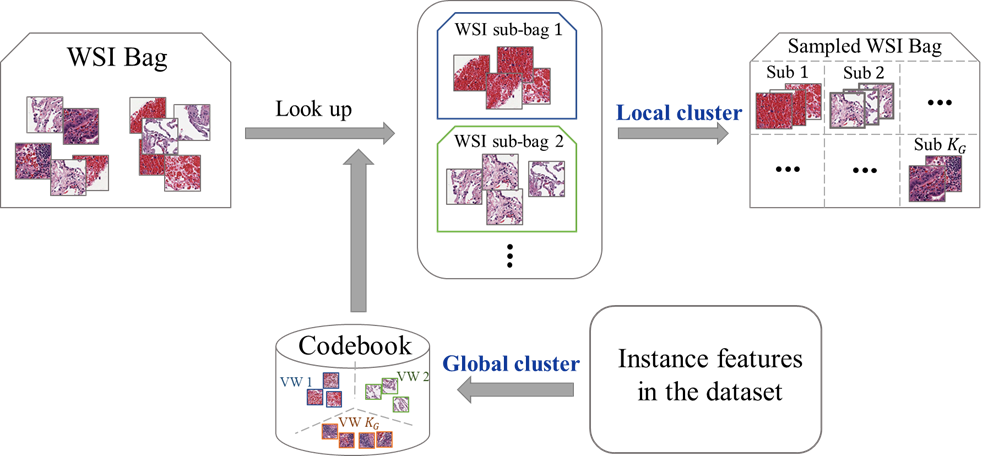 WSI Bag
Look up
WSI sub-bag 1
WSI sub-bag 2
Local cluster
Sampled WSI Bag
Sub 1
Sub 2
Sub K_G
Codebook
VW 1
VW 2
VW K_G
Global cluster
Instance features
in the dataset